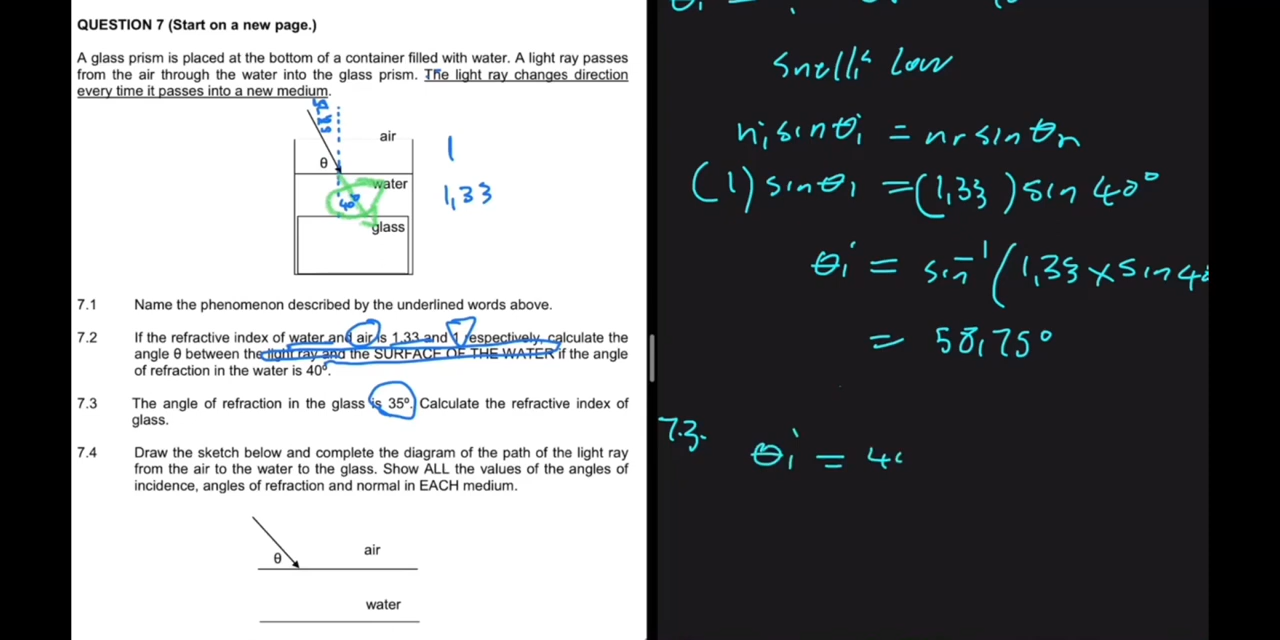 QUESTION 7 (Start on a new page.)
A glass prism is placed at the bottom of a container filled with water. A light ray passes
from the air through the water into the glass prism. The light ray changes direction
every time it passes into a new medium.
air
θ
water
40°
glass
1
1,33
7.1 Name the phenomenon described by the underlined words above.
7.2 If the refractive index of water and air is 1.33 and 1 respectively, calculate the
angle θ between the light ray and the SURFACE OF THE WATER if the angle
of refraction in the water is 40°.
7.3 The angle of refraction in the glass is 35°. Calculate the refractive index of
glass.
7.4 Draw the sketch below and complete the diagram of the path of the light ray
from the air to the water to the glass. Show ALL the values of the angles of
incidence, angles of refraction and normal in EACH medium.
air
θ
water
Snell's Law
ni sinθi = nr sinθr
(1) sinθi = (1,33) sin 40°
θi = sin⁻¹(1,33 × sin 40
= 58,75°
7.3. θi = 40